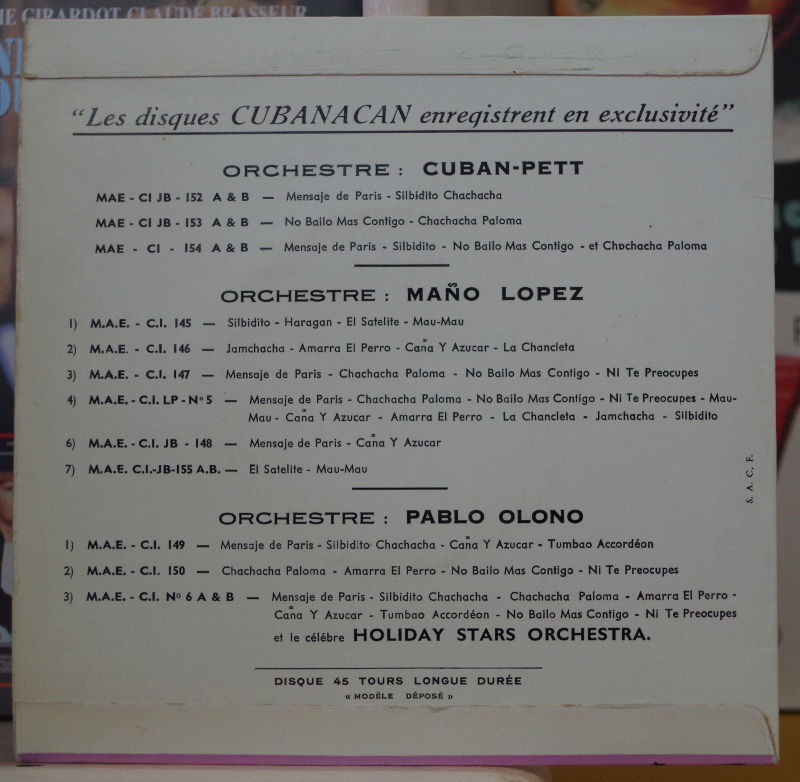 IE GIRARDOT CLAUDE BRASSEUR
“Les disques CUBANACAN enregistrent en exclusivité”
ORCHESTRE : CUBAN-PETT
MAE - CI JB - 152 A & B — Mensaje de Paris - Silbidito Chachacha
MAE - CI JB - 153 A & B — No Bailo Mas Contigo - Chachacha Paloma
MAE - CI - 154 A & B — Mensaje de Paris - Silbidito - No Bailo Mas Contigo - et Chachacha Paloma
ORCHESTRE : MAÑO LOPEZ
1) M.A.E. - C.I. 145 — Silbidito - Haragan - El Satelite - Mau-Mau
2) M.A.E. - C.I. 146 — Jamchacha - Amarra El Perro - Caña Y Azucar - La Chancleta
3) M.A.E. - C.I. 147 — Mensaje de Paris - Chachacha Paloma - No Bailo Mas Contigo - Ni Te Preocupes
4) M.A.E. - C.I. LP - Nº 5 — Mensaje de Paris - Chachacha Paloma - No Bailo Mas Contigo - Ni Te Preocupes - Mau-
Mau - Caña Y Azucar - Amarra El Perro - La Chancleta - Jamchacha - Silbidito
6) M.A.E. - C.I. JB - 148 — Mensaje de Paris - Caña Y Azucar
7) M.A.E. C.I.-JB-155 A.B. — El Satelite - Mau-Mau
S. A. C. E.
ORCHESTRE : PABLO OLONO
1) M.A.E. - C.I. 149 — Mensaje de Paris - Silbidito Chachacha - Caña Y Azucar - Tumbao Accordéon
2) M.A.E. - C.I. 150 — Chachacha Paloma - Amarra El Perro - No Bailo Mas Contigo - Ni Te Preocupes
3) M.A.E. - C.I. Nº 6 A & B — Mensaje de Paris - Silbidito Chachacha - Chachacha Paloma - Amarra El Perro -
Caña Y Azucar - Tumbao Accordéon - No Bailo Mas Contigo - Ni Te Preocupes
et le célébre HOLIDAY STARS ORCHESTRA.
DISQUE 45 TOURS LONGUE DURÉE
« MODÈLE DÉPOSÉ »